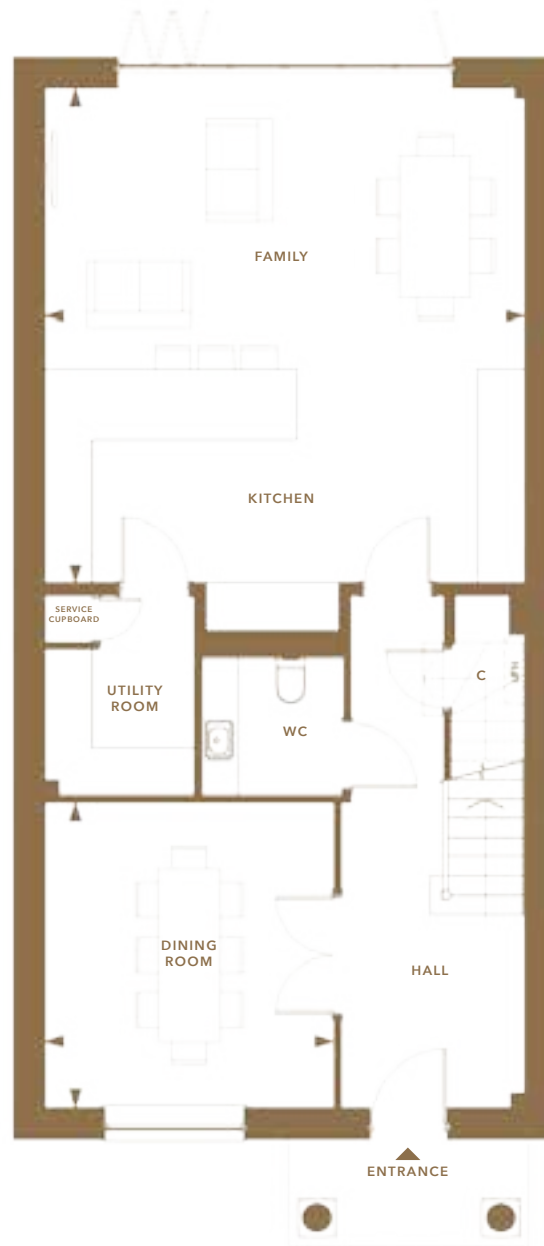 FAMILY
KITCHEN
SERVICE
CUPBOARD
UTILITY
ROOM
C
WC
DINING
ROOM
HALL
ENTRANCE